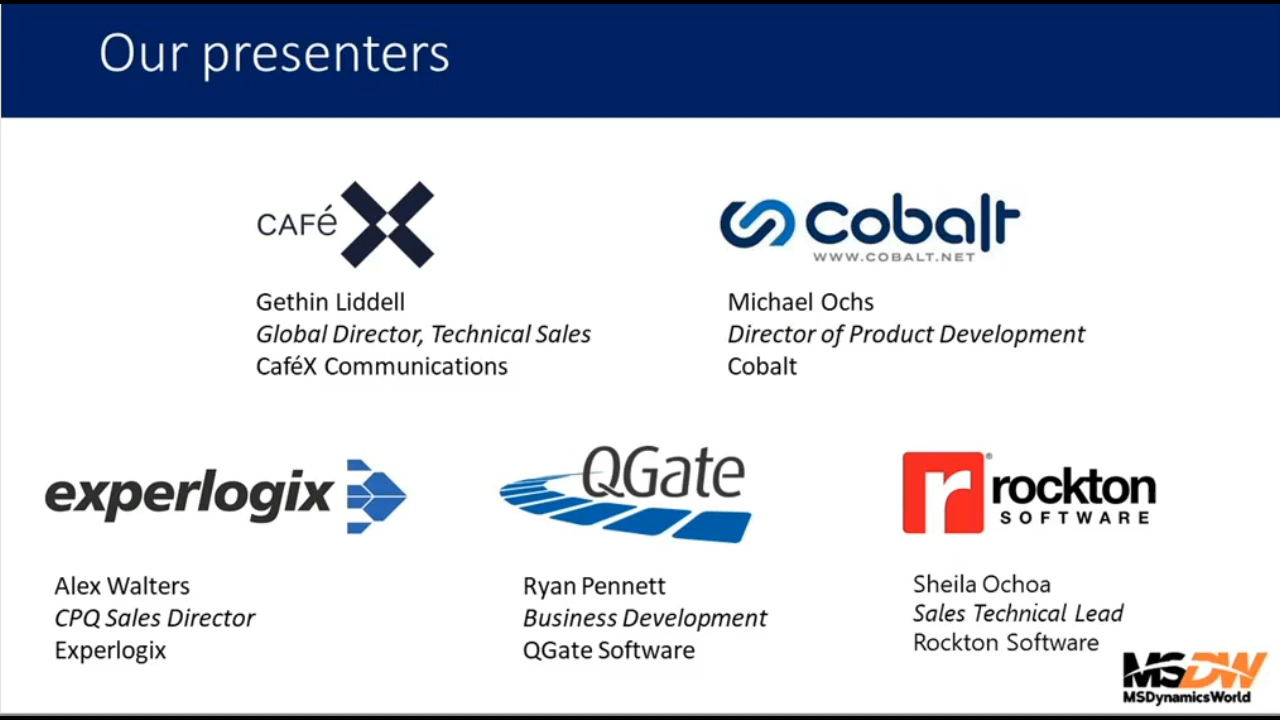 Our presenters
CAFé X
cobalt
WWW.COBALT.NET
Gethin Liddell
Global Director, Technical Sales
CaféX Communications
Michael Ochs
Director of Product Development
Cobalt
experlogix
QGate
r rockton®
SOFTWARE
Alex Walters
CPQ Sales Director
Experlogix
Ryan Pennett
Business Development
QGate Software
Sheila Ochoa
Sales Technical Lead
Rockton Software
MSDW
MSDynamicsWorld